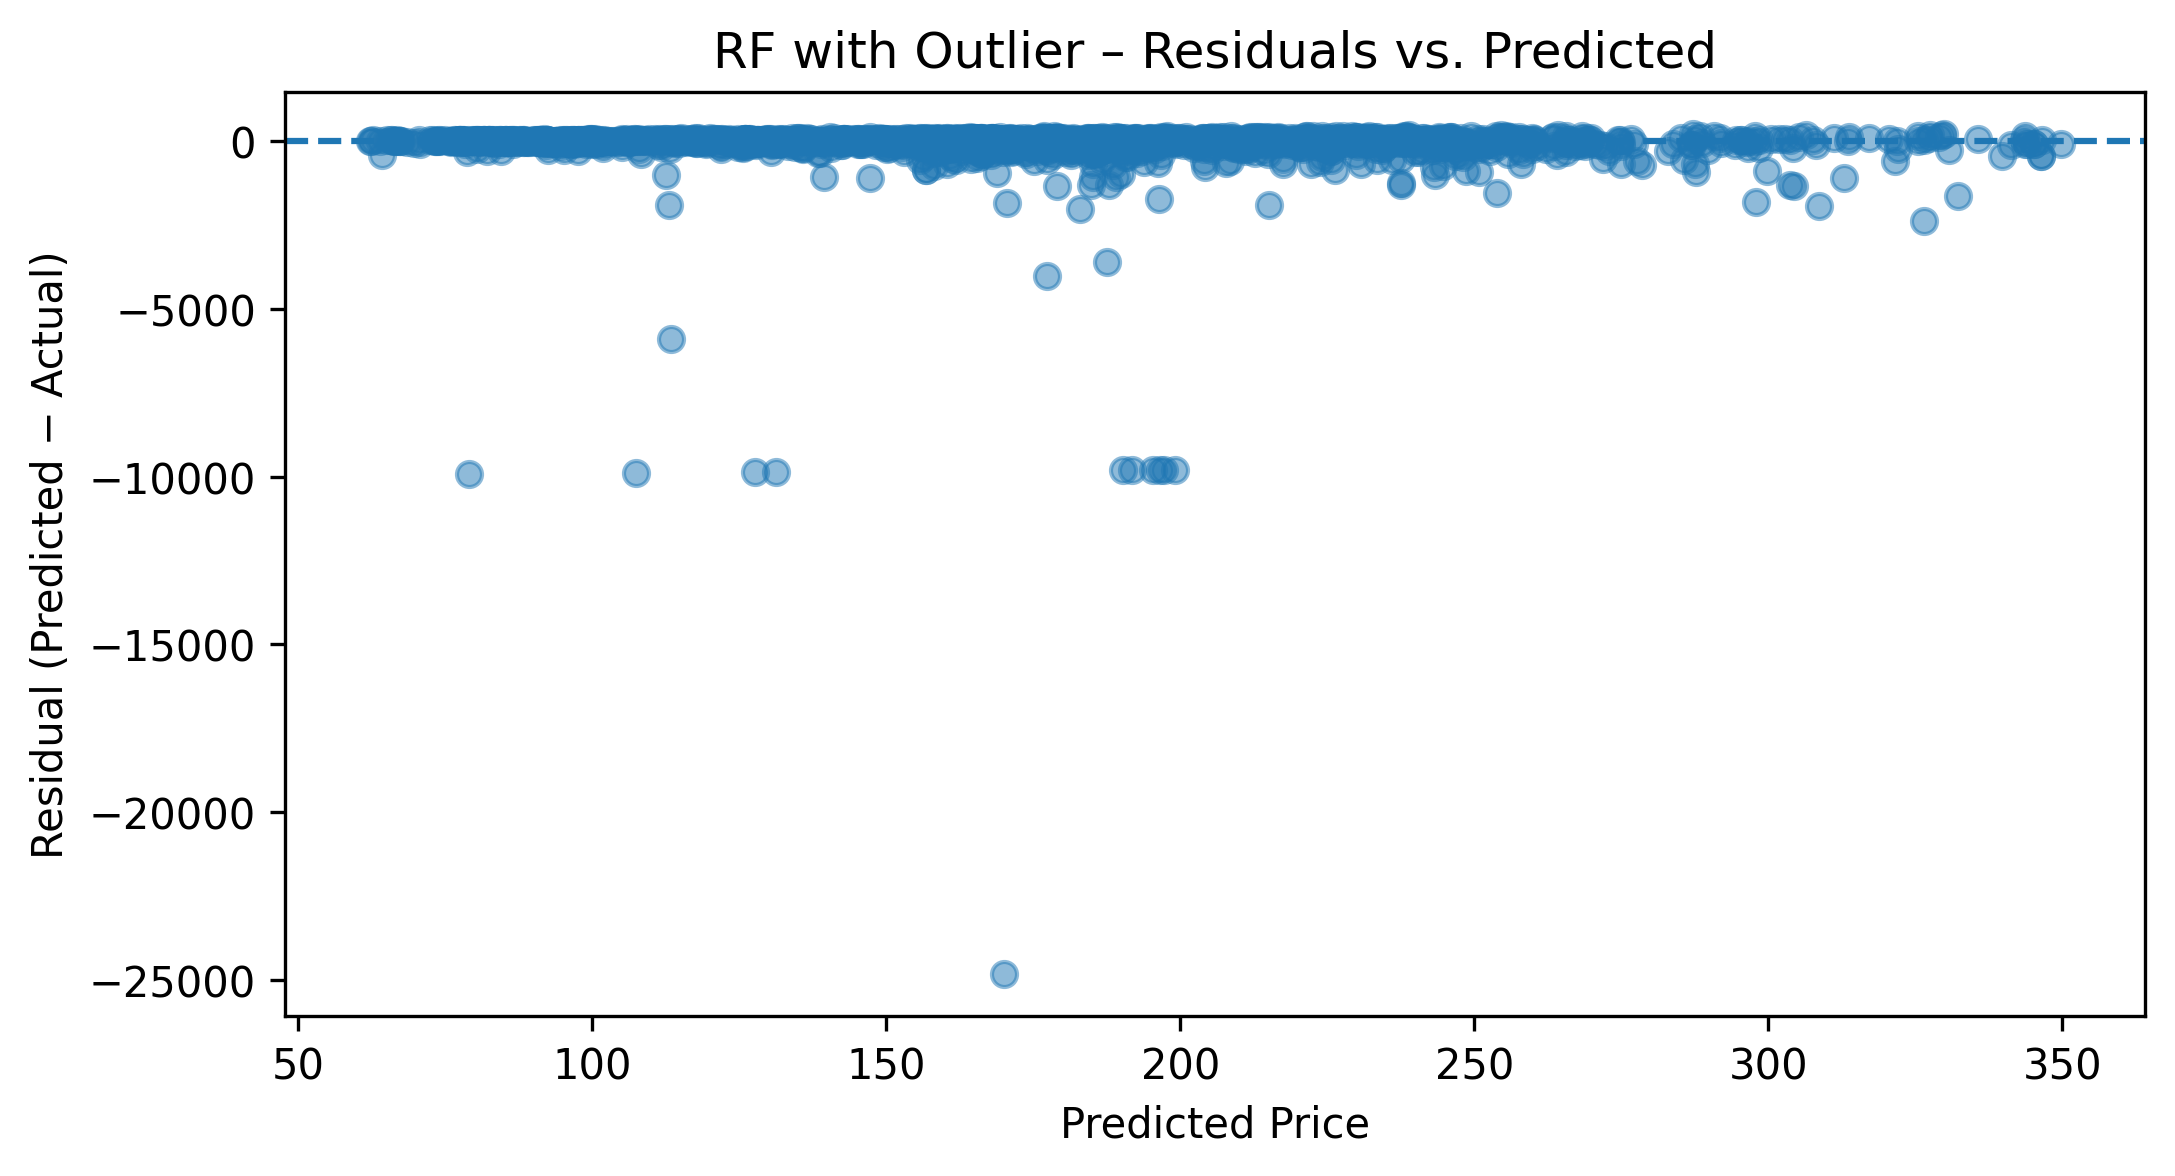 RF with Outlier – Residuals vs. Predicted
Residual (Predicted − Actual)
0
−5000
−10000
−15000
−20000
−25000
50 100 150 200 250 300 350
Predicted Price